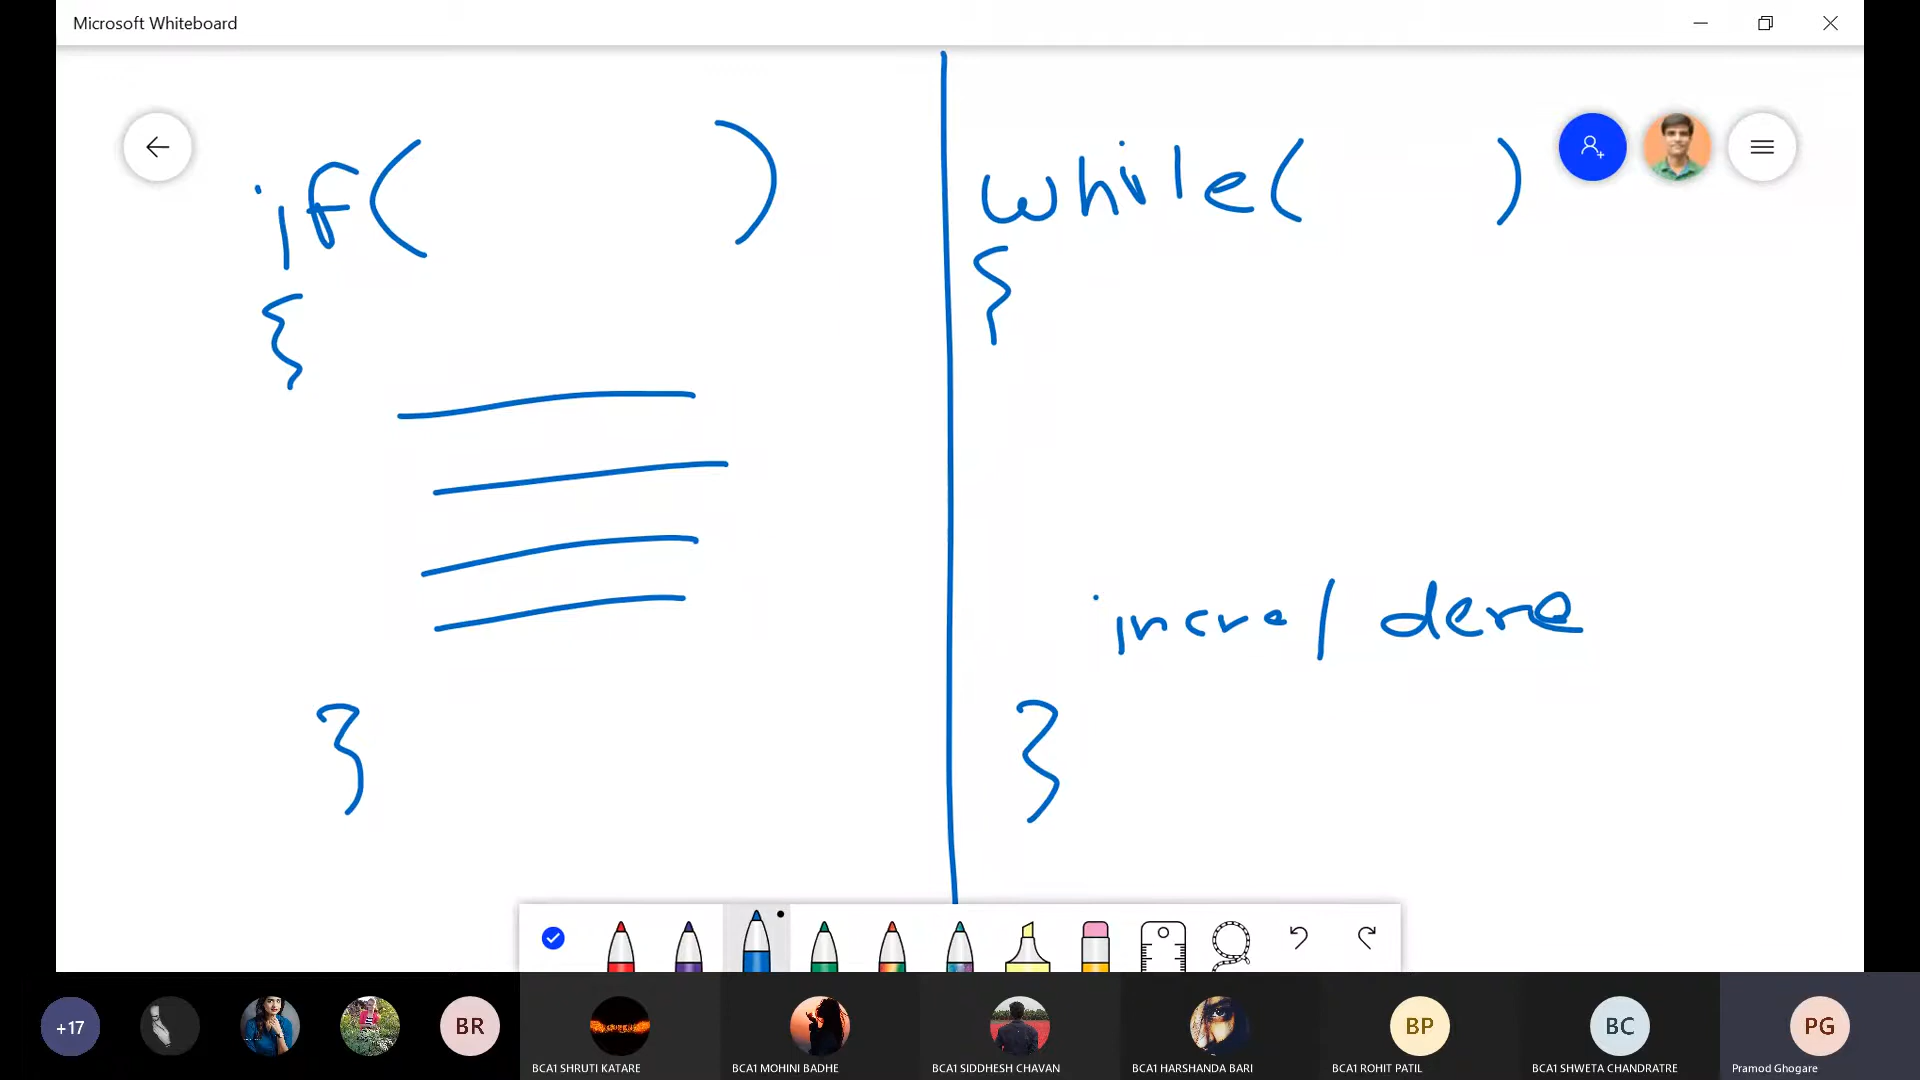 Microsoft Whiteboard
if( )
{
}
while( )
{
incre/ dere
}
+17
BR
BCA1 SHRUTI KATARE
BCA1 MOHINI BADHE
BCA1 SIDDHESH CHAVAN
BCA1 HARSHANDA BARI
BP
BCA1 ROHIT PATIL
BC
BCA1 SHWETA CHANDRATRE
PG
Pramod Ghogare